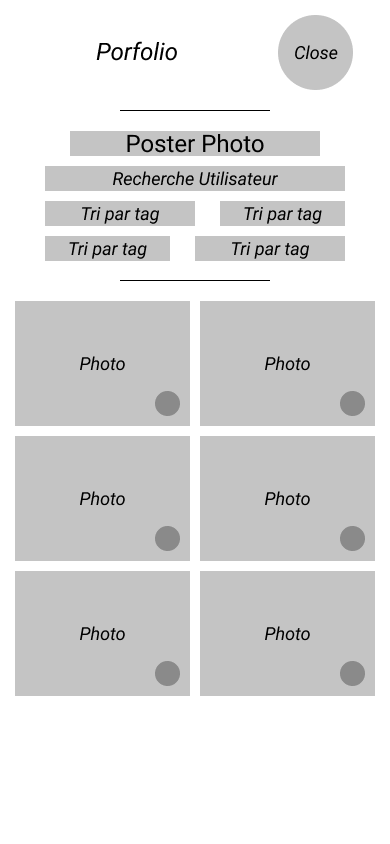 Porfolio
Close
Poster Photo
Recherche Utilisateur
Tri par tag
Tri par tag
Tri par tag
Tri par tag
Photo
Photo
Photo
Photo
Photo
Photo